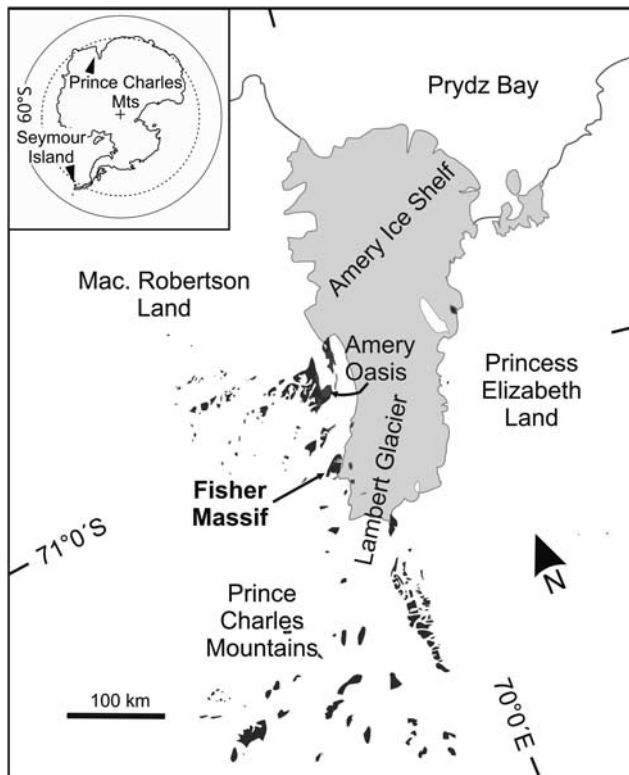 60°S
Prince Charles
Mts
Seymour
Island
Prydz Bay
Amery Ice Shelf
Mac. Robertson
Land
Amery
Oasis
Princess
Elizabeth
Land
Lambert Glacier
Fisher
Massif
71°0´S
N
Prince
Charles
Mountains
100 km
70°0´E